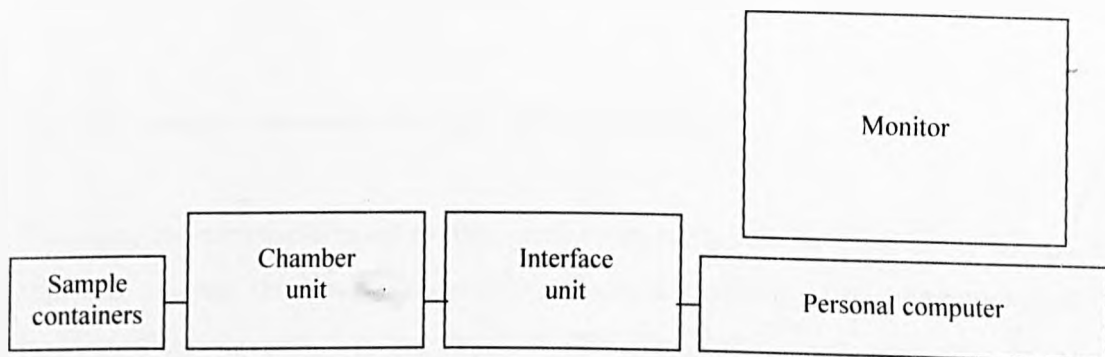 Monitor
Chamber
unit
Interface
unit
Sample
containers
Personal computer